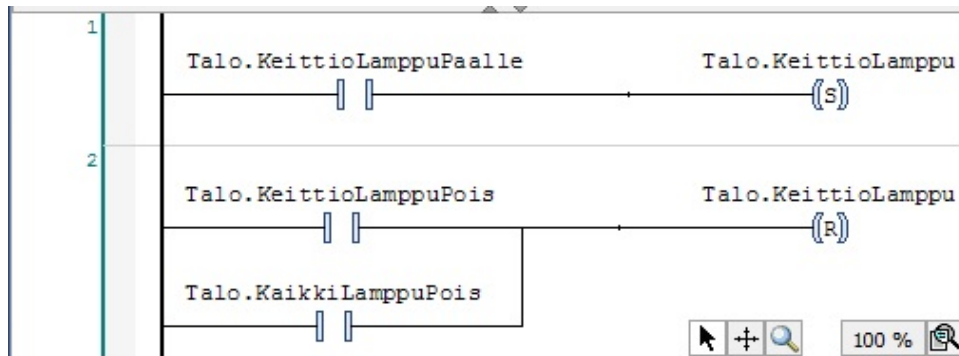 1
Talo.KeittioLamppuPaalle Talo.KeittioLamppu
S
2
Talo.KeittioLamppuPois Talo.KeittioLamppu
R
Talo.KaikkiLamppuPois
100 %